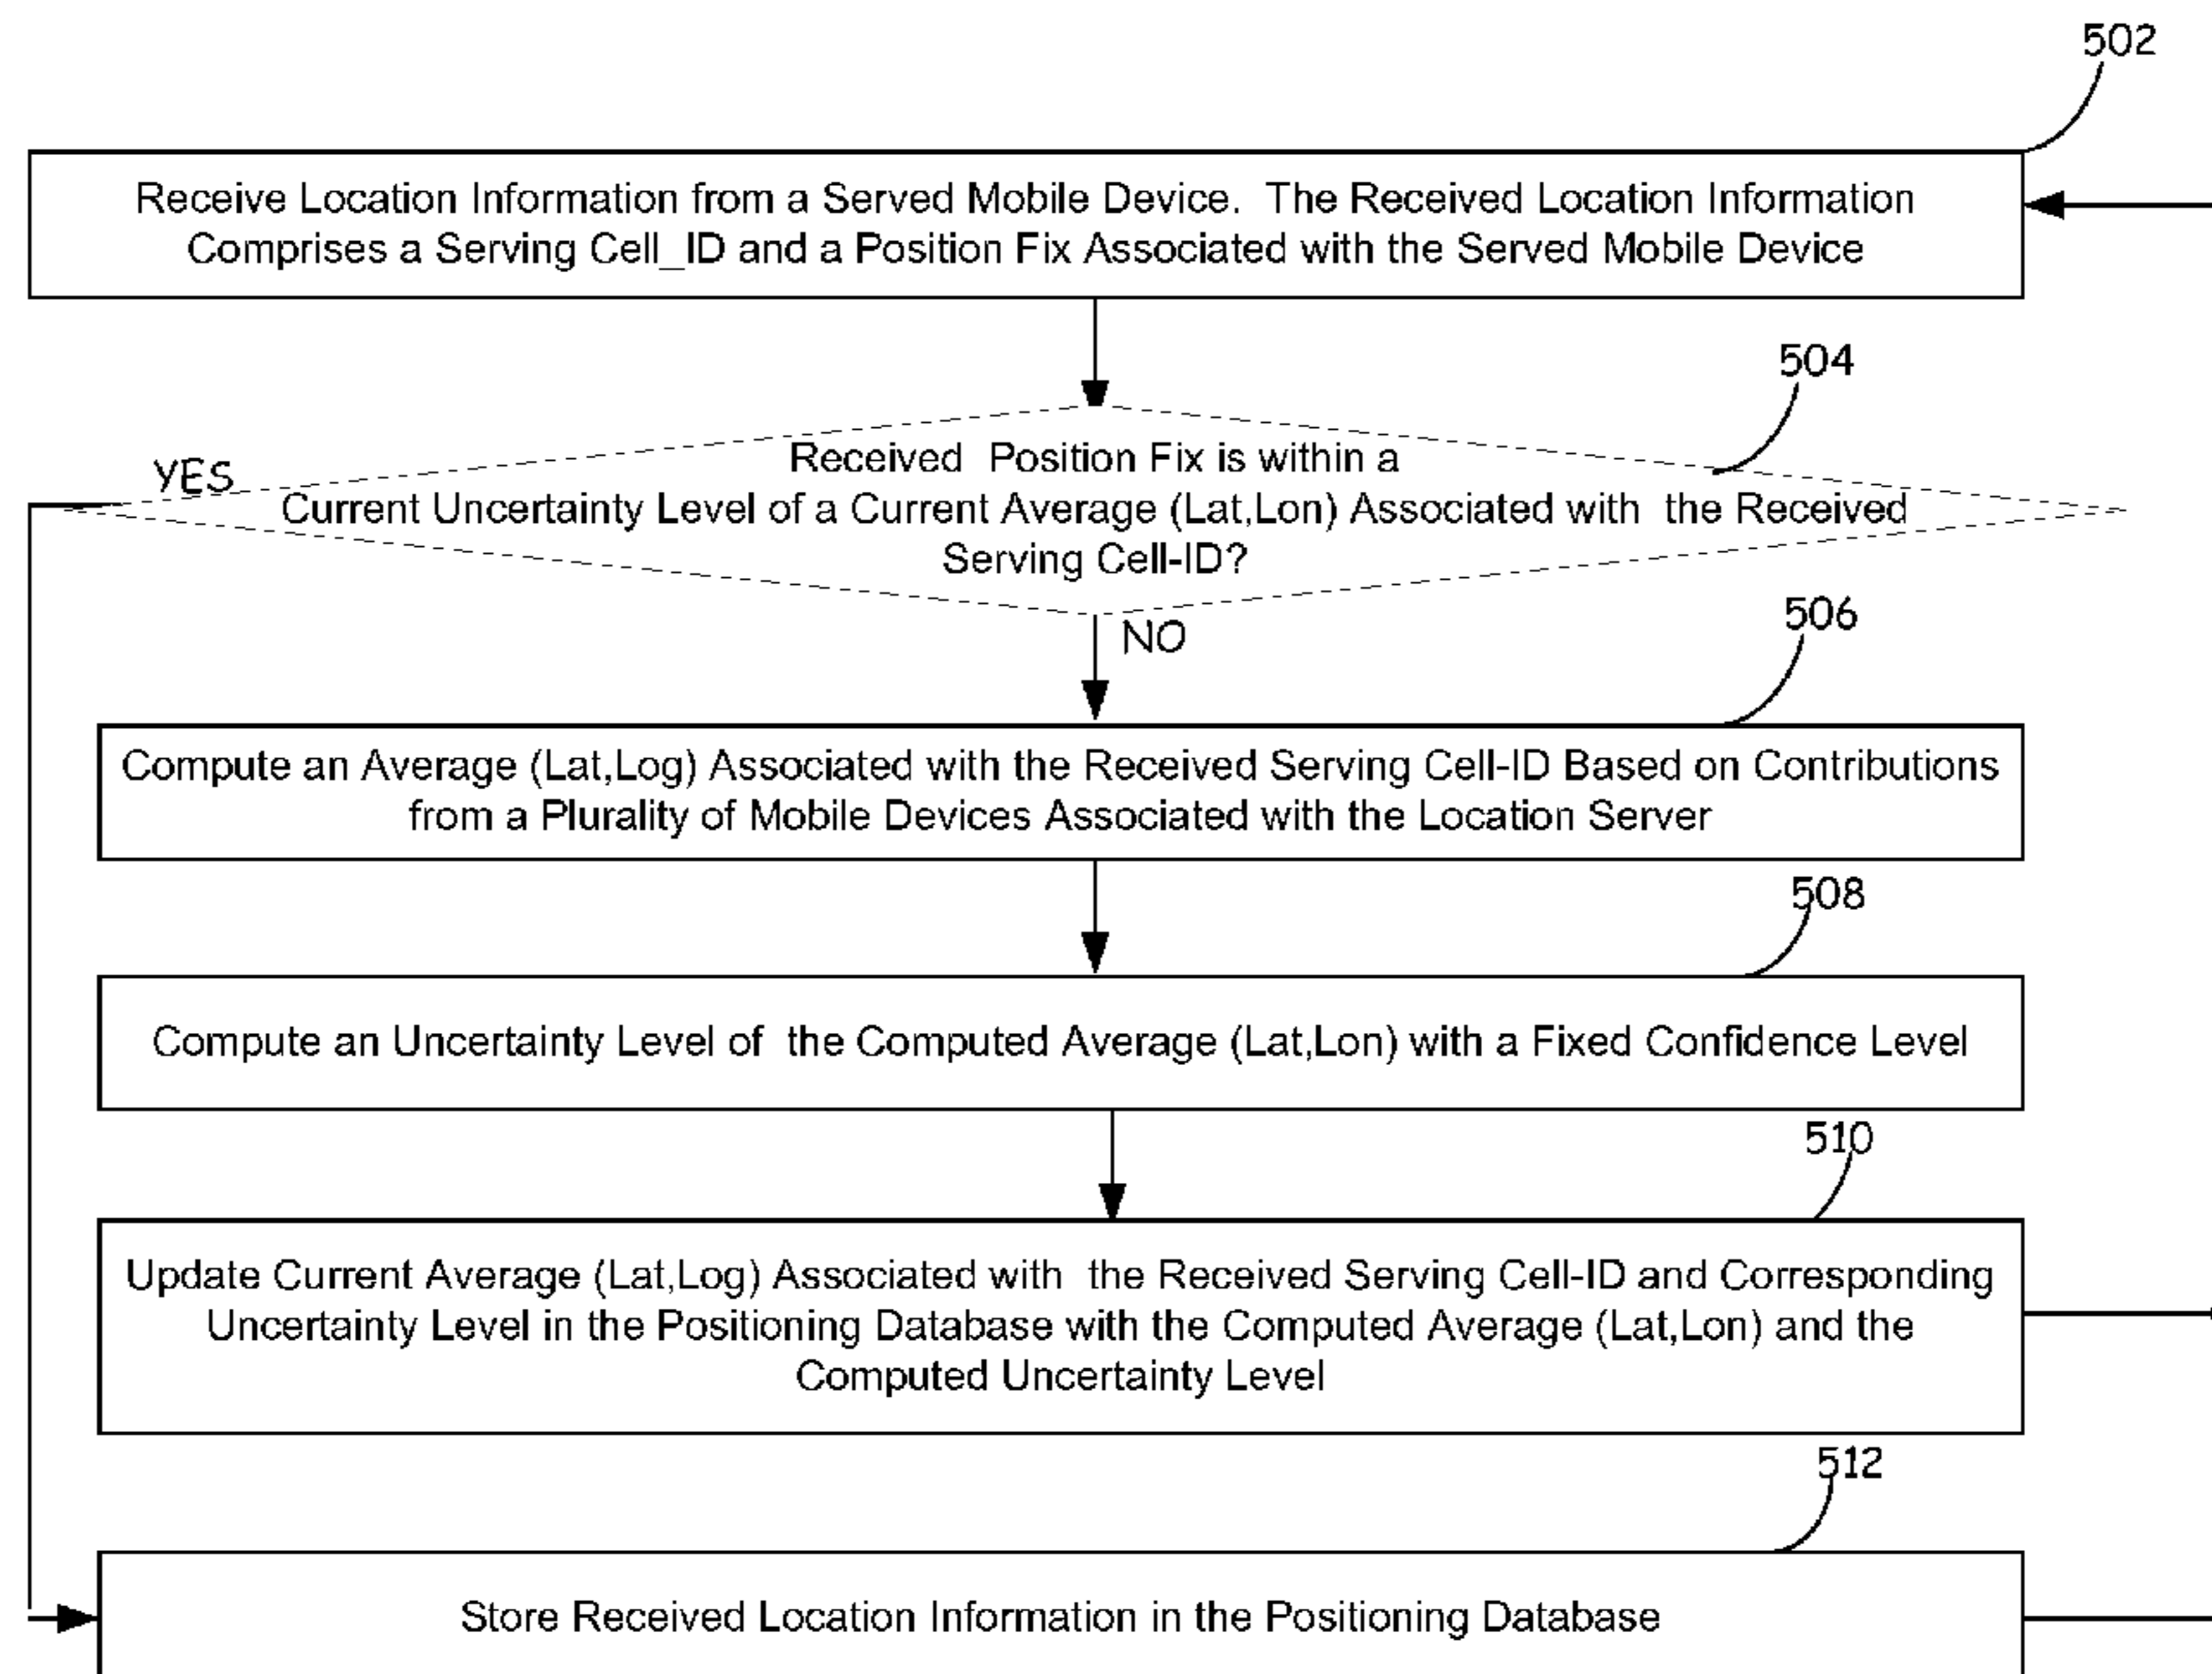 502
Receive Location Information from a Served Mobile Device. The Received Location Information
Comprises a Serving Cell_ID and a Position Fix Associated with the Served Mobile Device
504
YES
Received Position Fix is within a
Current Uncertainty Level of a Current Average (Lat,Lon) Associated with the Received
Serving Cell-ID?
NO
506
Compute an Average (Lat,Log) Associated with the Received Serving Cell-ID Based on Contributions
from a Plurality of Mobile Devices Associated with the Location Server
508
Compute an Uncertainty Level of the Computed Average (Lat,Lon) with a Fixed Confidence Level
510
Update Current Average (Lat,Log) Associated with the Received Serving Cell-ID and Corresponding
Uncertainty Level in the Positioning Database with the Computed Average (Lat,Lon) and the
Computed Uncertainty Level
512
Store Received Location Information in the Positioning Database